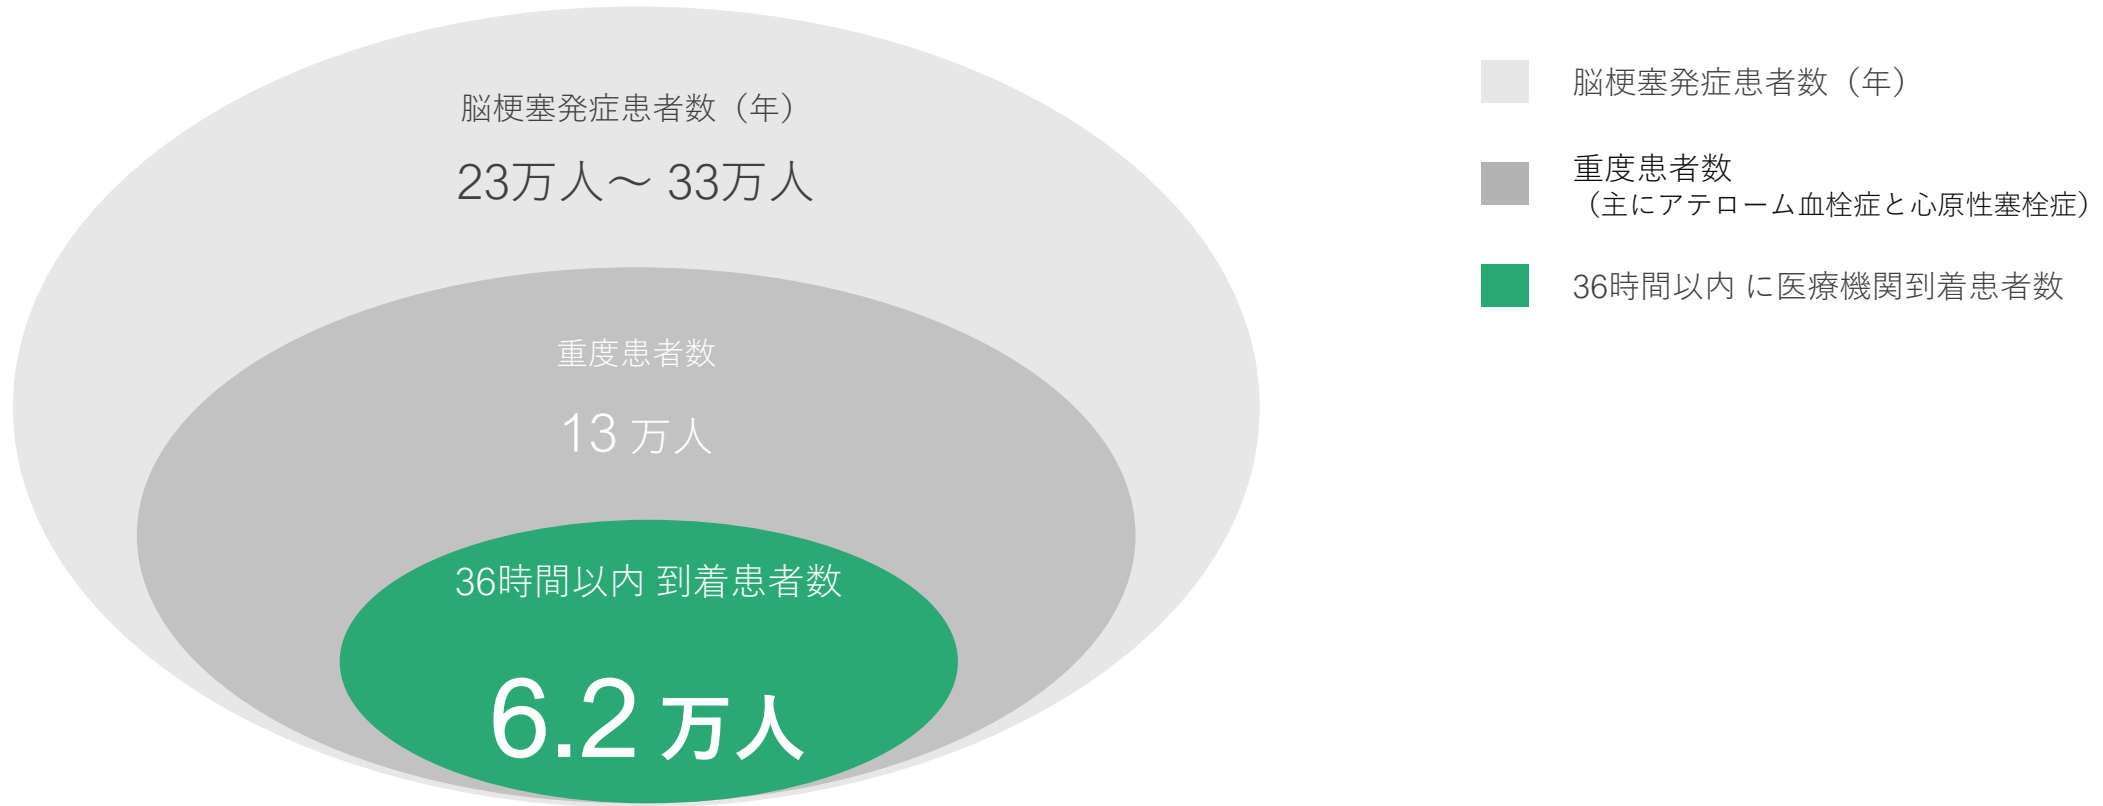 脳梗塞発症患者数（年）
23万人～ 33万人
重度患者数
13 万人
36時間以内 到着患者数
6.2 万人
脳梗塞発症患者数（年）
重度患者数
（主にアテローム血栓症と心原性塞栓症）
36時間以内 に医療機関到着患者数